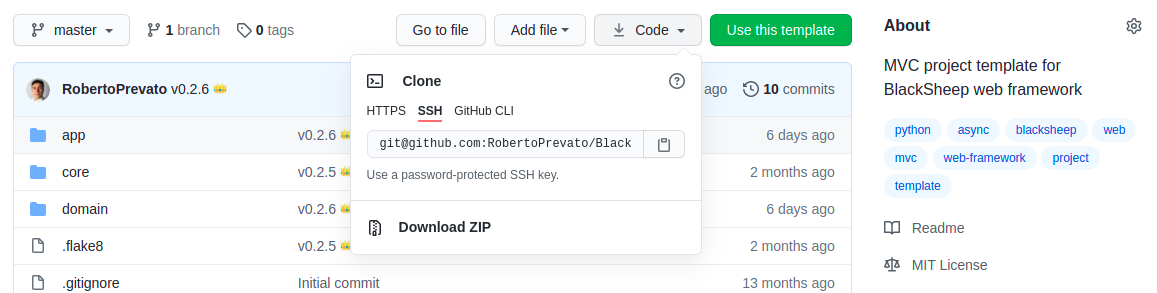 master
1 branch
0 tags
Go to file
Add file
Code
Use this template
RobertoPrevato v0.2.6
ago
10 commits
app
v0.2.6
6 days ago
core
v0.2.5
2 months ago
domain
v0.2.6
6 days ago
.flake8
v0.2.5
2 months ago
.gitignore
Initial commit
13 months ago
Clone
HTTPS SSH GitHub CLI
git@github.com:RobertoPrevato/Black
Use a password-protected SSH key.
Download ZIP
About
MVC project template for
BlackSheep web framework
python async blacksheep web
mvc web-framework project
template
Readme
MIT License